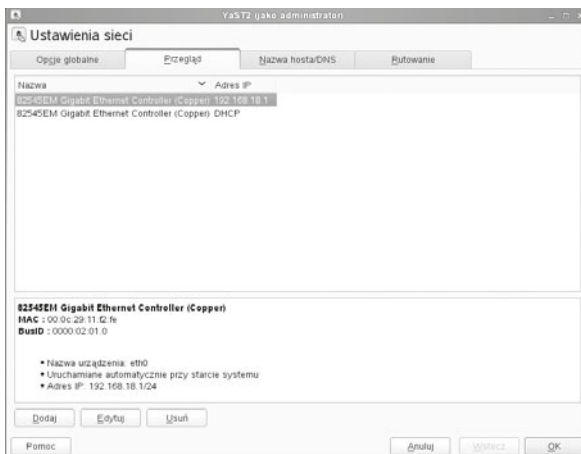 YaST2 (jako administrator)
Ustawienia sieci
Opcje globalne Przegląd Nazwa hosta/DNS Rutowanie
Nazwa Adres IP
82545EM Gigabit Ethernet Controller (Copper) 192.168.18.1
82545EM Gigabit Ethernet Controller (Copper) DHCP
82545EM Gigabit Ethernet Controller (Copper)
MAC : 00:0c:29:11:f2:fe
BusID : 0000:02:01.0
• Nazwa urządzenia: eth0
• Uruchamiane automatycznie przy starcie systemu
• Adres IP: 192.168.18.1/24
Dodaj Edytuj Usuń
Pomoc Anuluj Wstecz OK